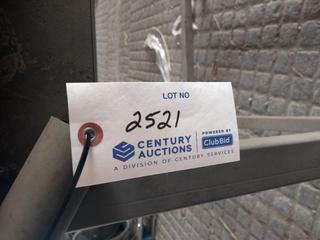 LOT NO
2521
CENTURY
AUCTIONS
POWERED BY
ClubBid
A DIVISION OF CENTURY SERVICES